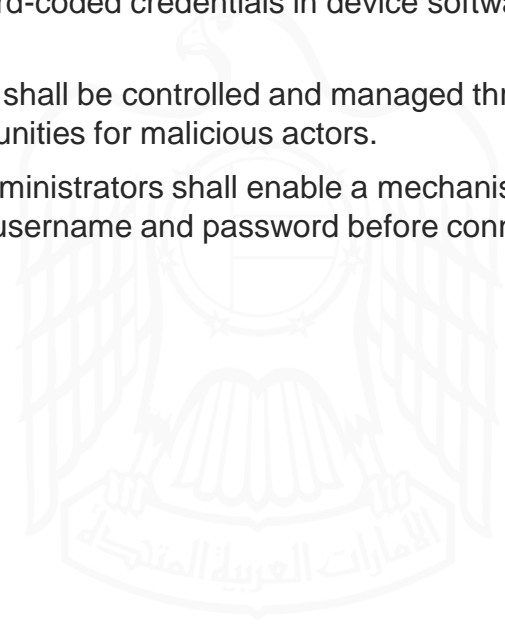 rd-coded credentials in device softwa
shall be controlled and managed thr
unities for malicious actors.
ministrators shall enable a mechanis
username and password before conn
الإمارات العربية المتحدة